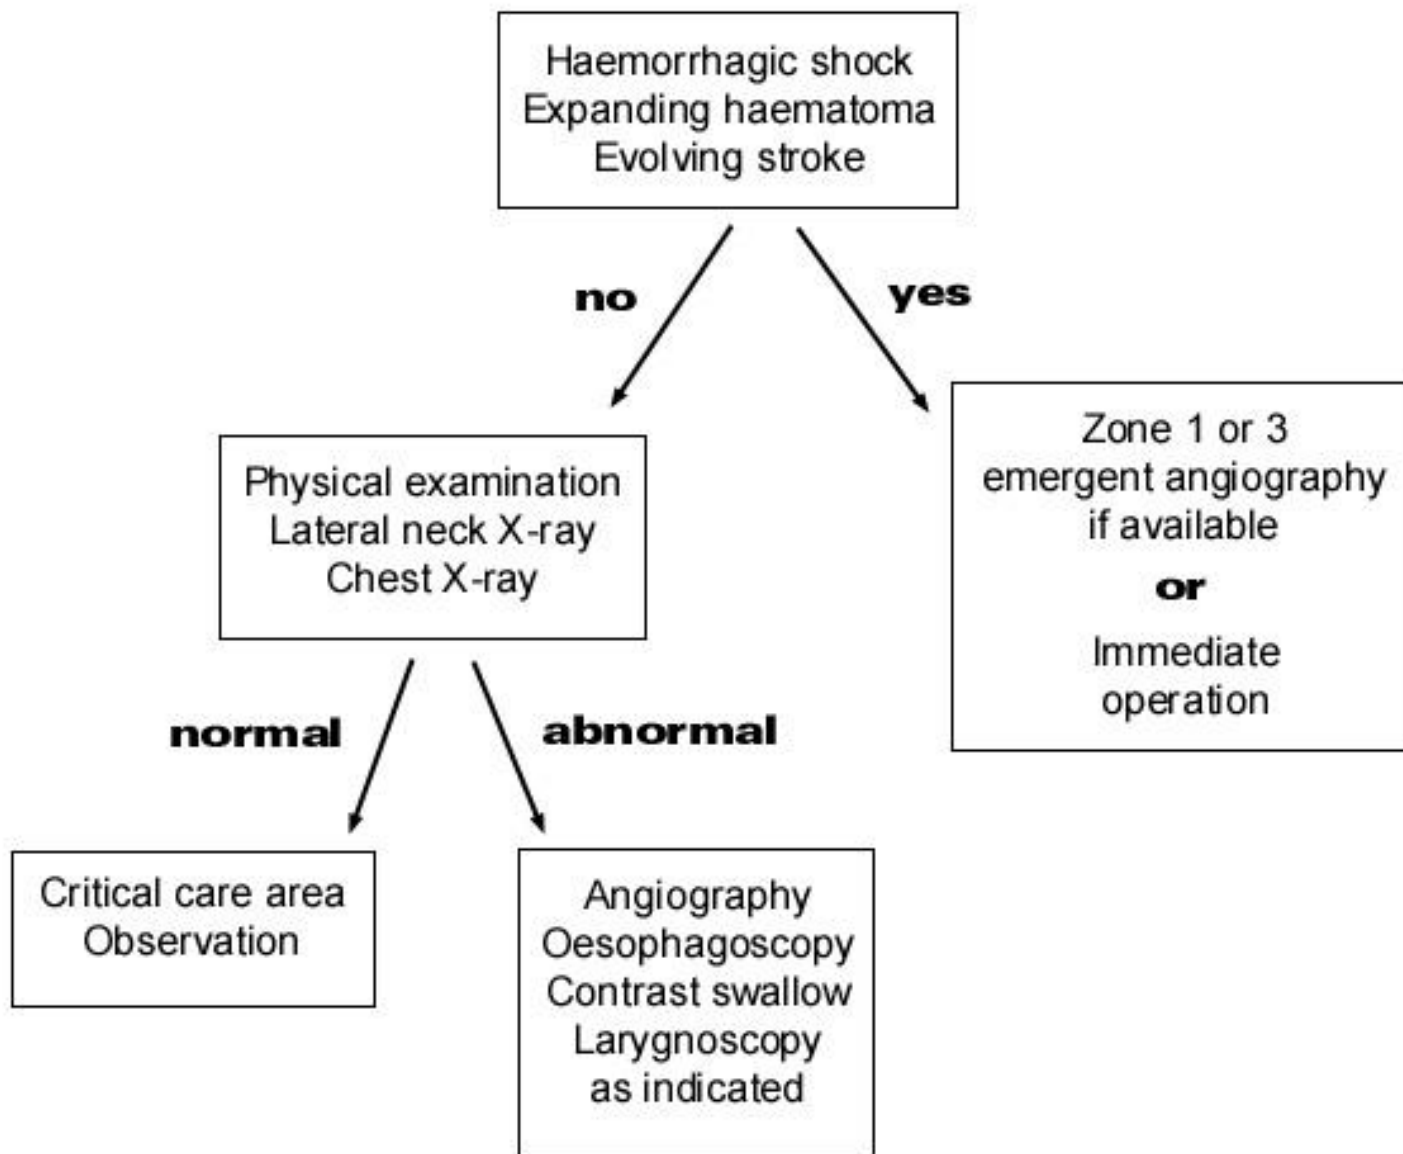 Haemorrhagic shock
Expanding haematoma
Evolving stroke
no
yes
Physical examination
Lateral neck X-ray
Chest X-ray
Zone 1 or 3
emergent angiography
if available
or
Immediate
operation
normal
abnormal
Critical care area
Observation
Angiography
Oesophagoscopy
Contrast swallow
Larygnoscopy
as indicated